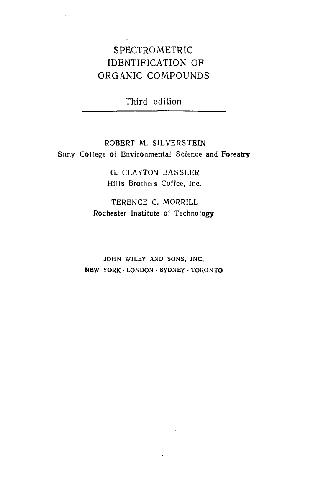 SPECTROMETRIC
IDENTIFICATION OF
ORGANIC COMPOUNDS
Third edition
ROBERT M. SILVERSTEIN
Suny College of Environmental Science and Forestry
G. CLAYTON BASSLER
Hills Brothers Coffee, Inc.
TERENCE C. MORRILL
Rochester Institute of Technology
JOHN WILEY AND SONS, INC.
NEW YORK · LONDON · SYDNEY · TORONTO